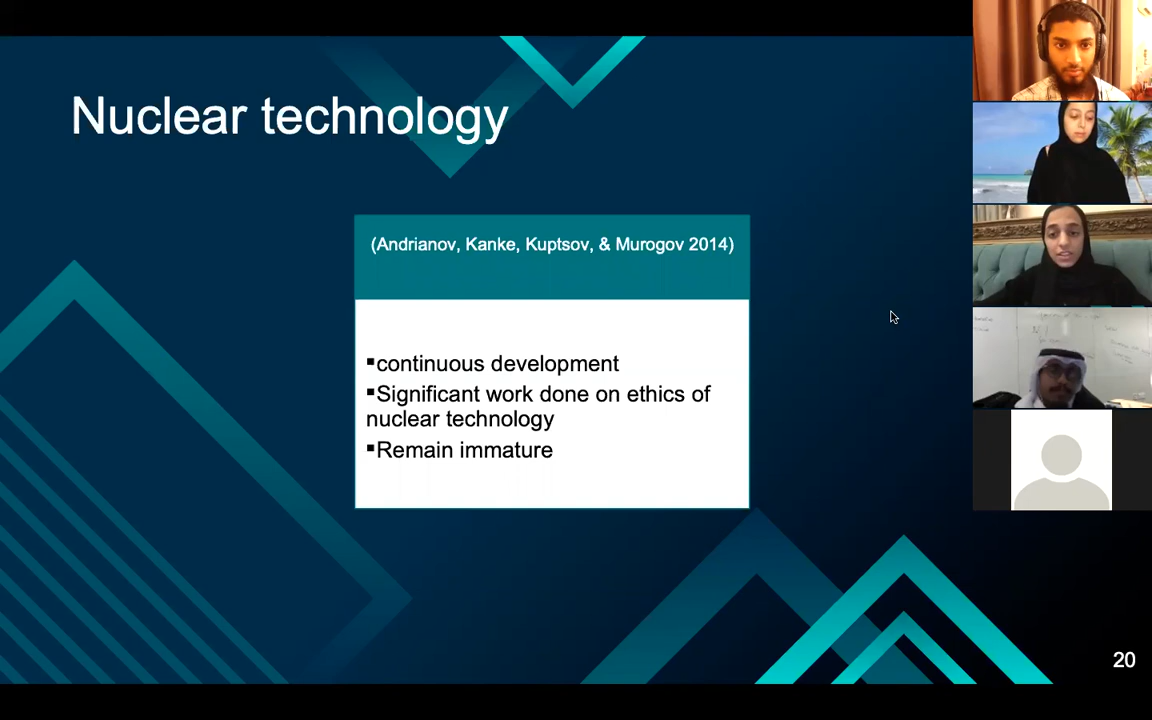 Nuclear technology
(Andrianov, Kanke, Kuptsov, & Murogov 2014)
▪continuous development
▪Significant work done on ethics of
nuclear technology
▪Remain immature
20